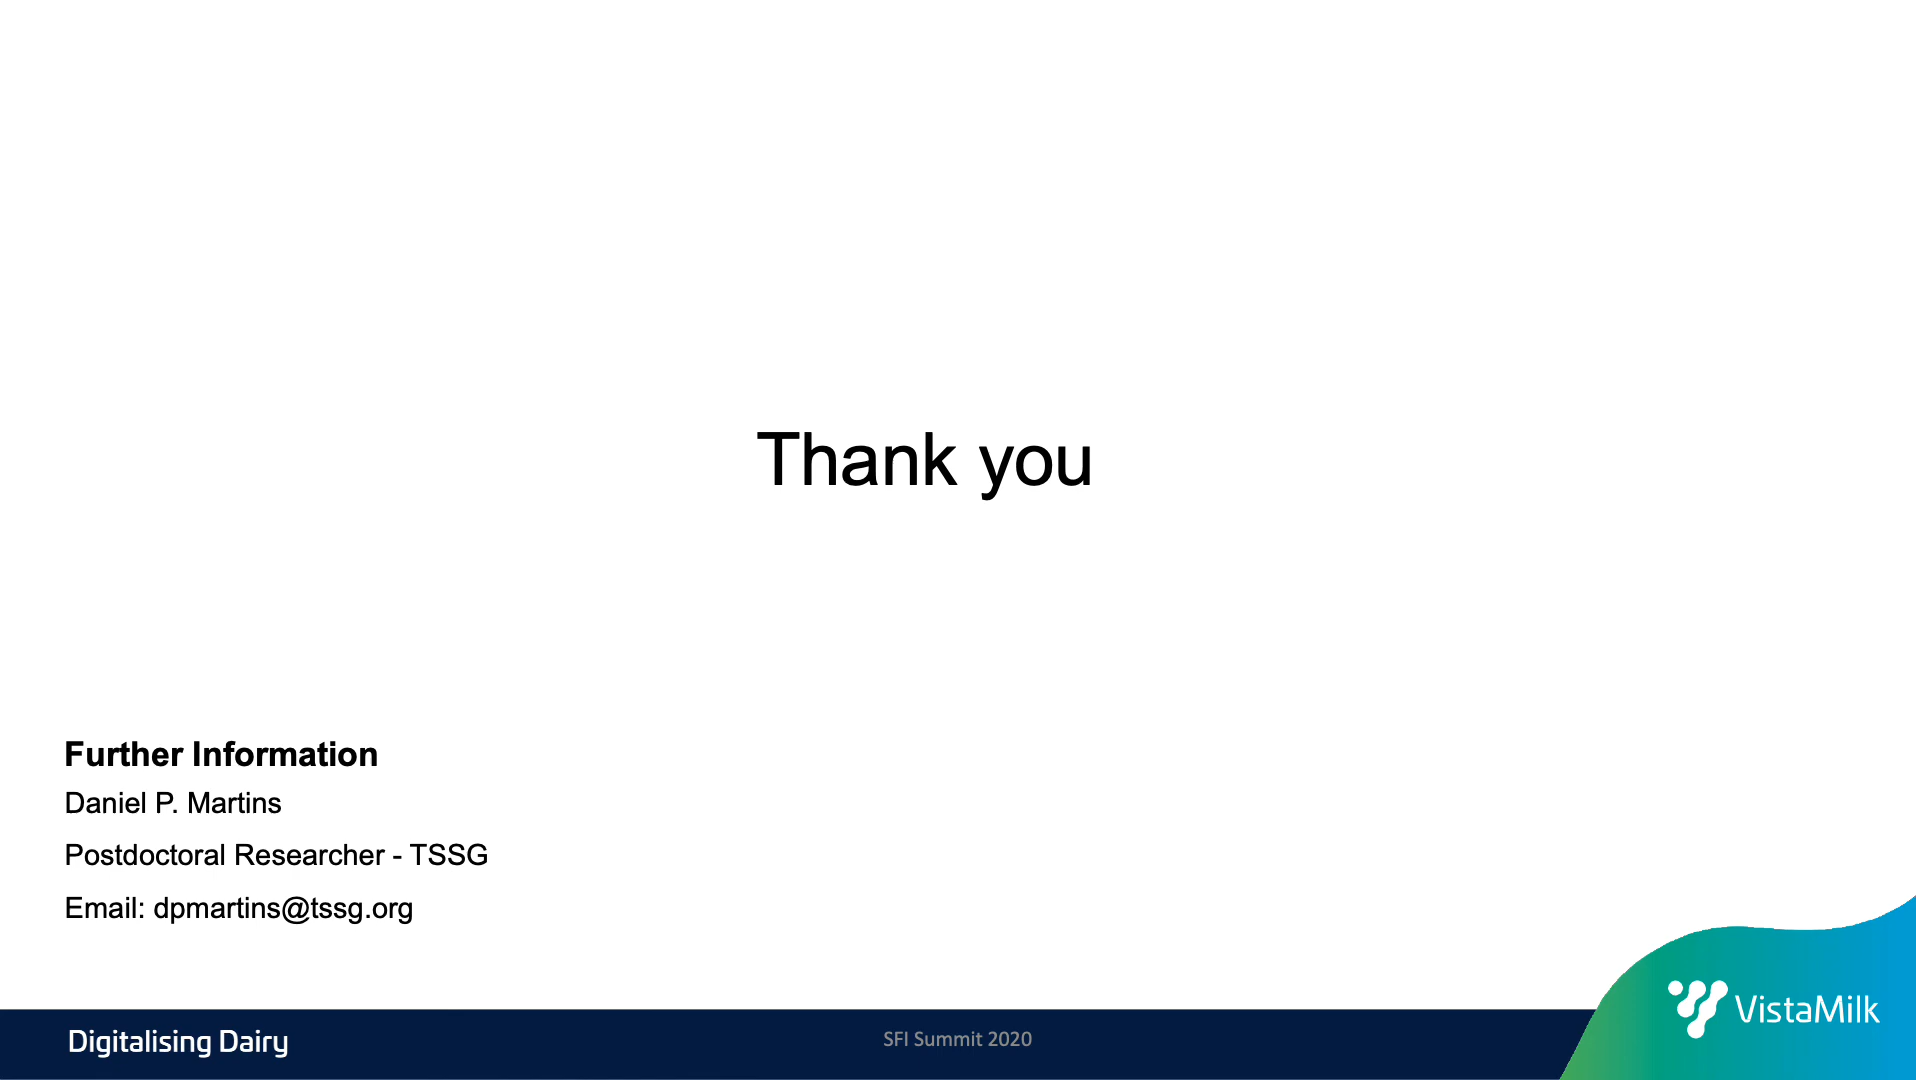 Thank you
Further Information
Daniel P. Martins
Postdoctoral Researcher - TSSG
Email: dpmartins@tssg.org
Digitalising Dairy
SFI Summit 2020
VistaMilk